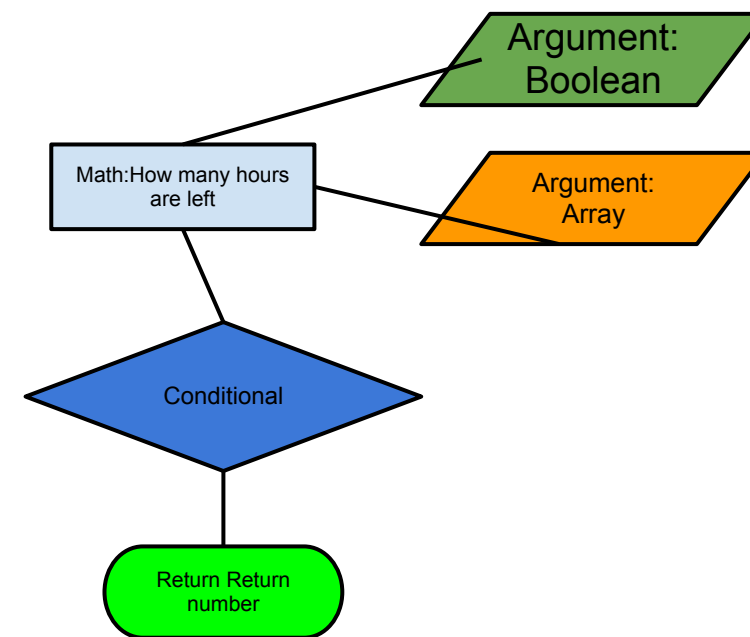 Argument:
Boolean
Math:How many hours
are left
Argument:
Array
Conditional
Return Return
number